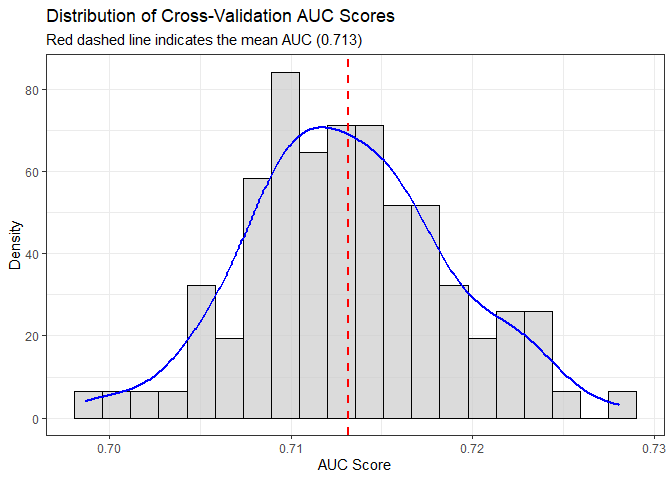 Distribution of Cross-Validation AUC Scores
Red dashed line indicates the mean AUC (0.713)
80
60
40
20
0
Density
0.70 0.71 0.72 0.73
AUC Score